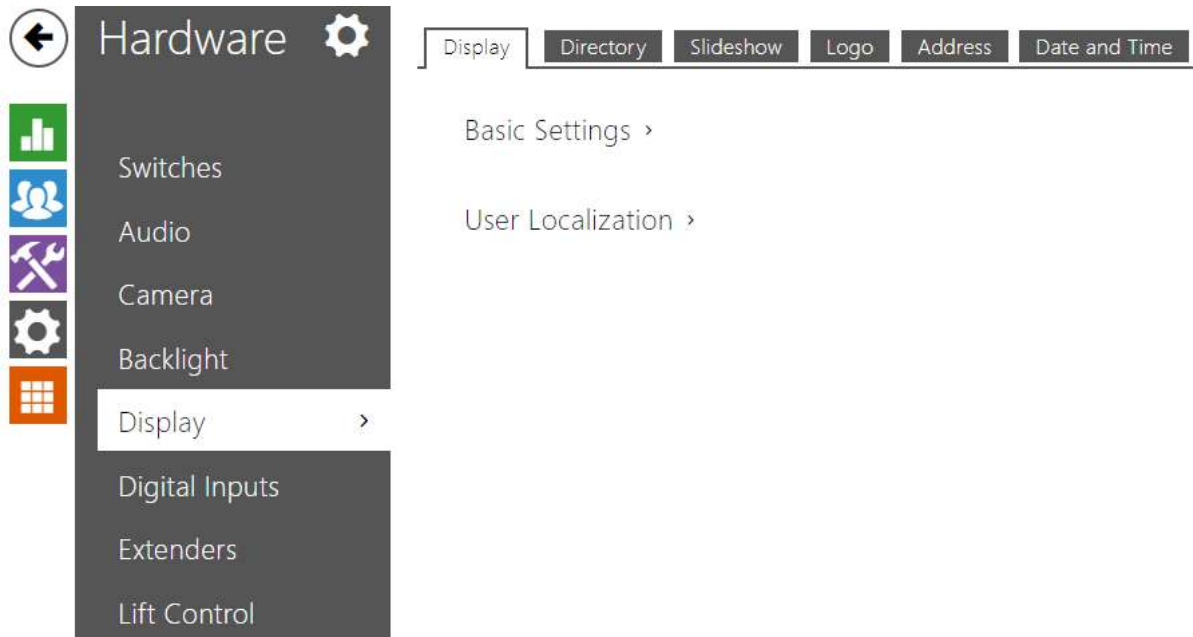 Hardware
Switches
Audio
Camera
Backlight
Display
Digital Inputs
Extenders
Lift Control
Display Directory Slideshow Logo Address Date and Time
Basic Settings
User Localization